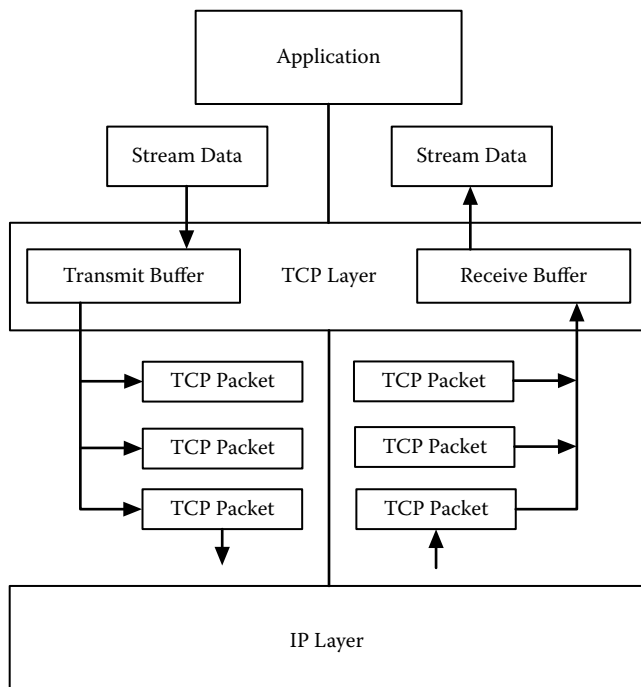 Application
Stream Data
Stream Data
Transmit Buffer
TCP Layer
Receive Buffer
TCP Packet
TCP Packet
TCP Packet
TCP Packet
TCP Packet
TCP Packet
IP Layer